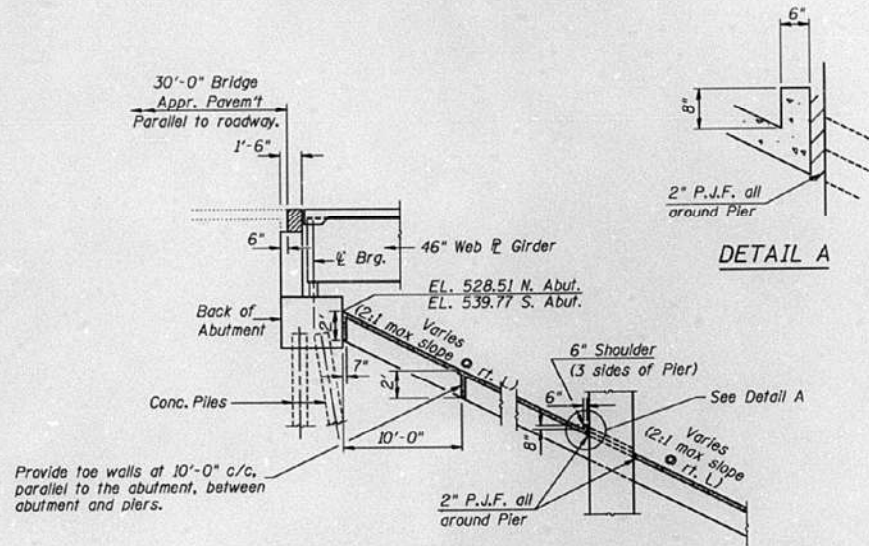 30'-0" Bridge
Appr. Pavem't
Parallel to roadway.
1'-6"
6"
46" Web ℙ Girder
℄ Brg.
EL. 528.51 N. Abut.
EL. 539.77 S. Abut.
Back of
Abutment
2'
Varies
(2:1 max slope
@ rt. L)
7"
2'
Conc. Piles
10'-0"
Provide toe walls at 10'-0" c/c,
parallel to the abutment, between
abutment and piers.
6" Shoulder
(3 sides of Pier)
6"
See Detail A
8"
Varies
(2:1 max slope
@ rt. L)
2" P.J.F. all
around Pier
6"
8"
2" P.J.F. all
around Pier
DETAIL A